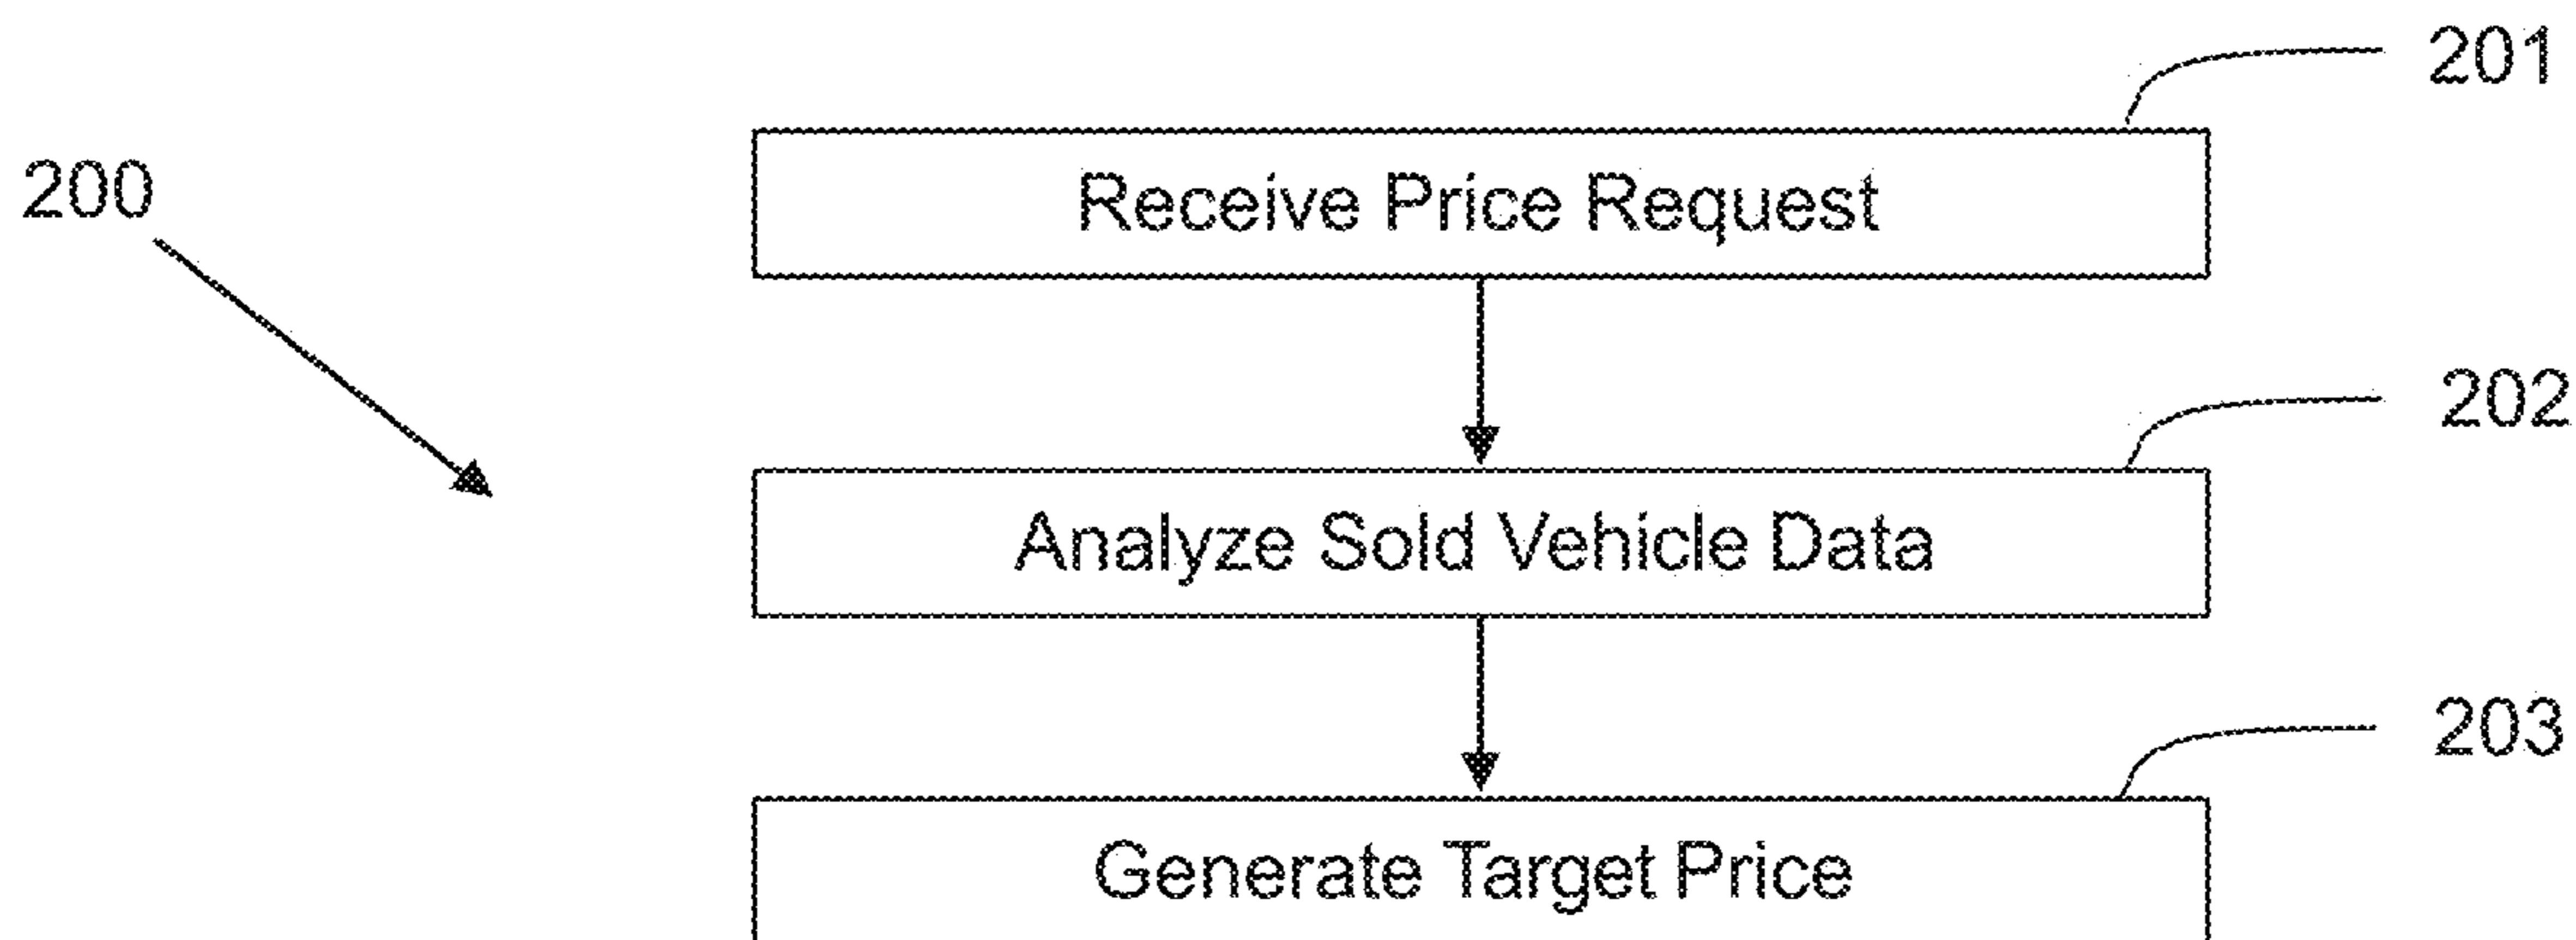 201
200
Receive Price Request
202
Analyze Sold Vehicle Data
203
Generate Target Price